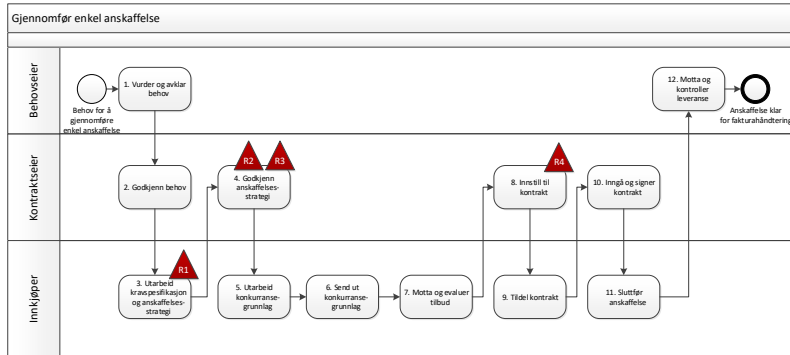 Gjennomfør enkel anskaffelse
Behovseier
Behov for å
gjennomføre
enkel anskaffelse
1. Vurder og avklar
behov
12. Motta og
kontroller
leveranse
Anskaffelse klar
for fakturahåndtering
Kontraktseier
2. Godkjenn behov
R2
R3
4. Godkjenn
anskaffelses-
strategi
R4
8. Innstill til
kontrakt
10. Inngå og signer
kontrakt
Innkjøper
R1
3. Utarbeid
kravspesifikasjon
og anskaffelses-
strategi
5. Utarbeid
konkurranse-
grunnlag
6. Send ut
konkurranse-
grunnlag
7. Motta og evaluer
tilbud
9. Tildel kontrakt
11. Sluttfør
anskaffelse